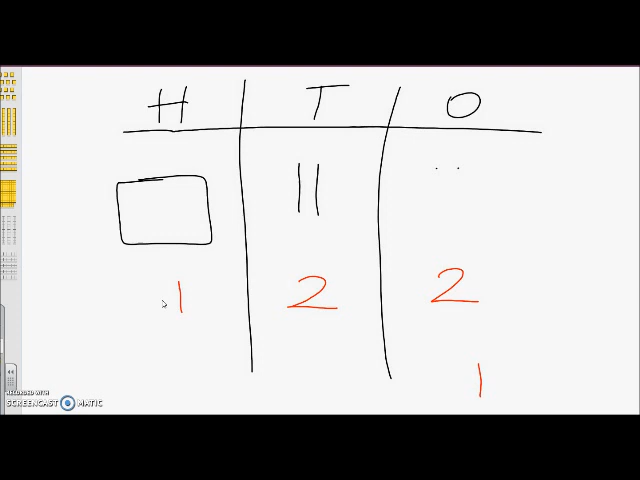 H T O
1 2 2
1
RECORDED WITH
SCREENCAST MATIC